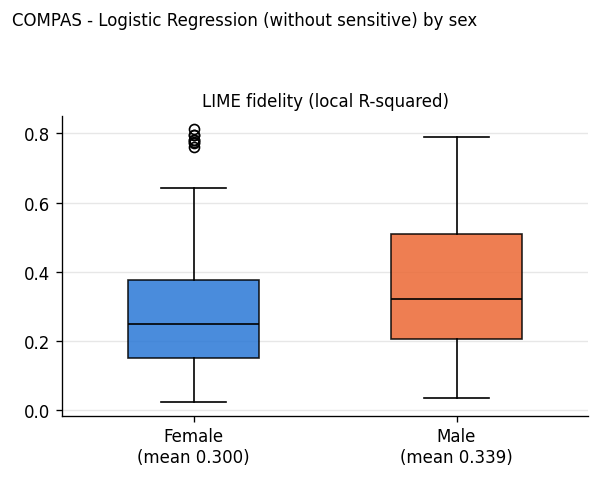 COMPAS - Logistic Regression (without sensitive) by sex
LIME fidelity (local R-squared)
0.8
0.6
0.4
0.2
0.0
Female
(mean 0.300)
Male
(mean 0.339)